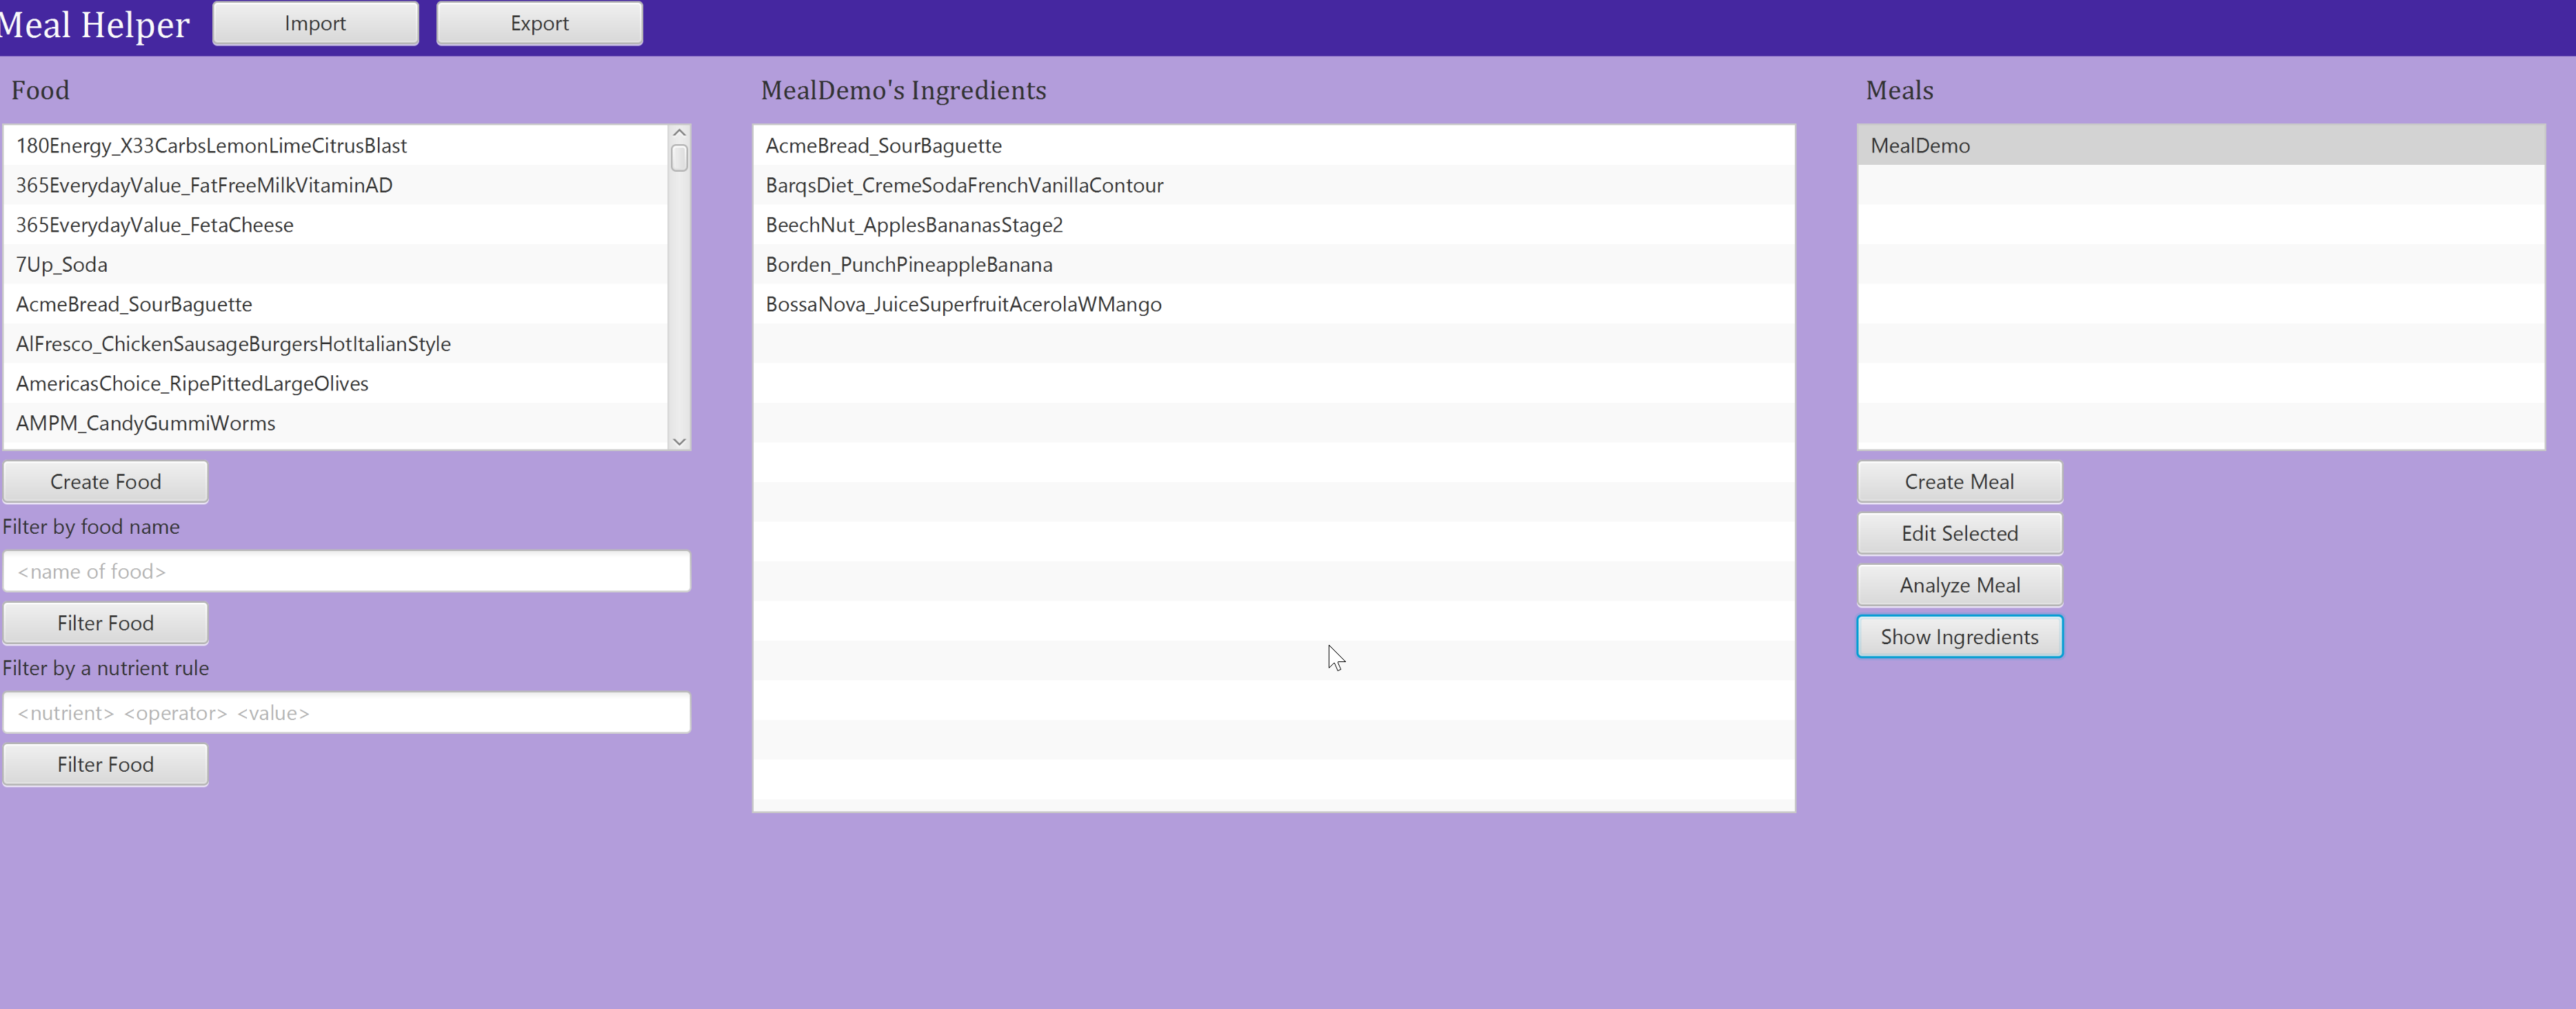 Meal Helper
Import
Export
Food
180Energy_X33CarbsLemonLimeCitrusBlast
365EverydayValue_FatFreeMilkVitaminAD
365EverydayValue_FetaCheese
7Up_Soda
AcmeBread_SourBaguette
AlFresco_ChickenSausageBurgersHotItalianStyle
AmericasChoice_RipePittedLargeOlives
AMPM_CandyGummiWorms
Create Food
Filter by food name
<name of food>
Filter Food
Filter by a nutrient rule
<nutrient> <operator> <value>
Filter Food
MealDemo's Ingredients
AcmeBread_SourBaguette
BarqsDiet_CremeSodaFrenchVanillaContour
BeechNut_ApplesBananasStage2
Borden_PunchPineappleBanana
BossaNova_JuiceSuperfruitAcerolaWMango
Meals
MealDemo
Create Meal
Edit Selected
Analyze Meal
Show Ingredients